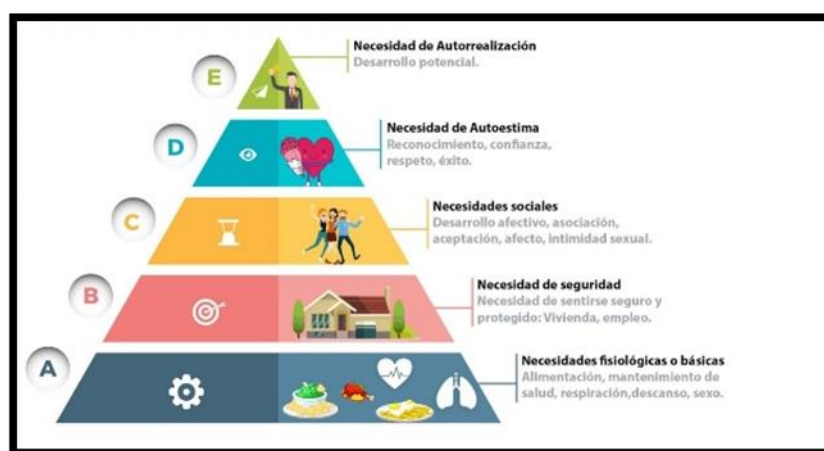 Necesidad de Autorrealización
Desarrollo potencial.
E
Necesidad de Autoestima
Reconocimiento, confianza,
respeto, éxito.
D
Necesidades sociales
Desarrollo afectivo, asociación,
aceptación, afecto, intimidad sexual.
C
Necesidad de seguridad
Necesidad de sentirse seguro y
protegido: Vivienda, empleo.
B
Necesidades fisiológicas o básicas
Alimentación, mantenimiento de
salud, respiración,descanso, sexo.
A